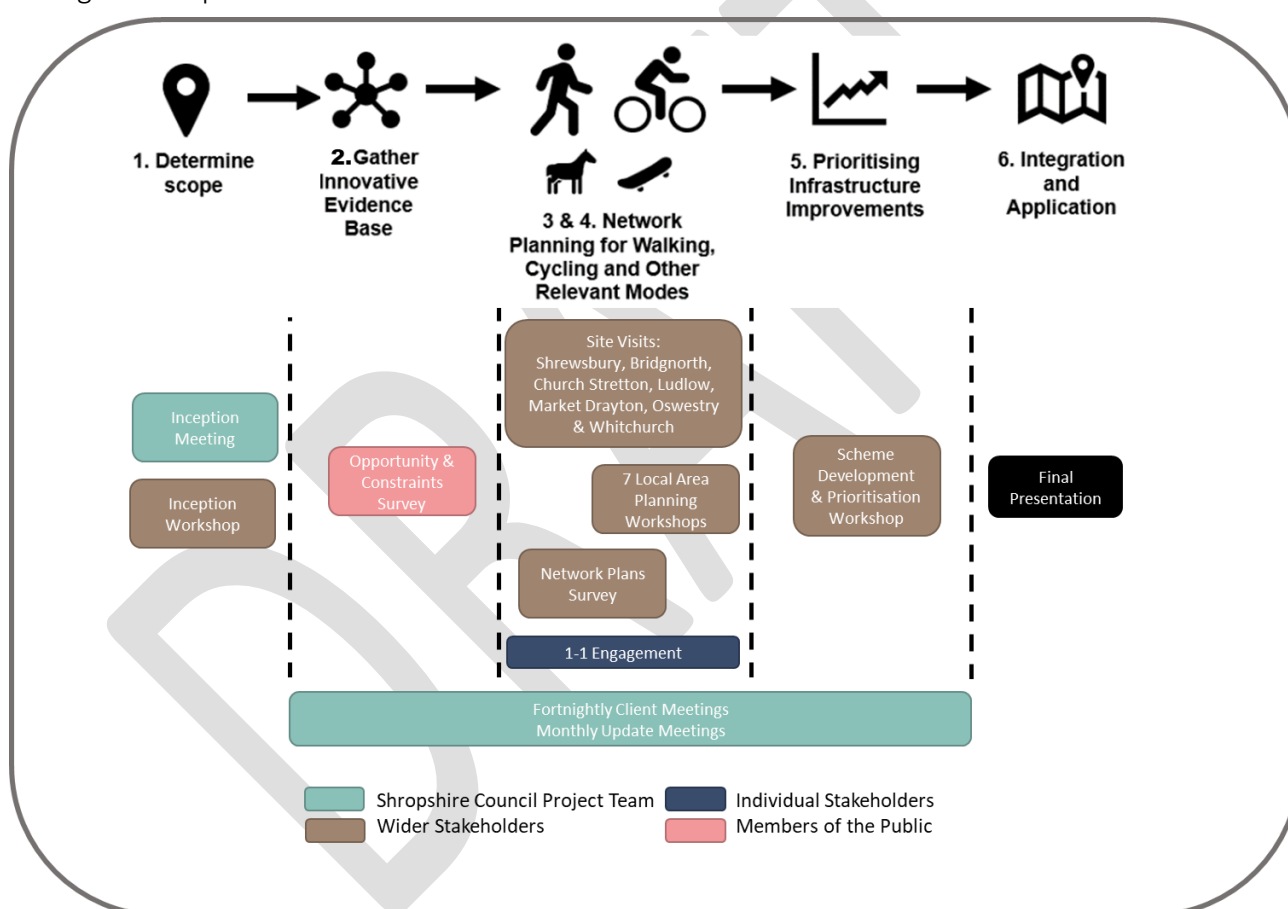 1. Determine
scope
2. Gather
Innovative
Evidence
Base
3 & 4. Network
Planning for Walking,
Cycling and Other
Relevant Modes
5. Prioritising
Infrastructure
Improvements
6. Integration
and
Application
Inception
Meeting
Inception
Workshop
Opportunity &
Constraints
Survey
Site Visits:
Shrewsbury, Bridgnorth,
Church Stretton, Ludlow,
Market Drayton, Oswestry
& Whitchurch
7 Local Area
Planning
Workshops
Network Plans
Survey
1-1 Engagement
Scheme
Development
& Prioritisation
Workshop
Final
Presentation
Fortnightly Client Meetings
Monthly Update Meetings
Shropshire Council Project Team
Individual Stakeholders
Wider Stakeholders
Members of the Public
DRAFT